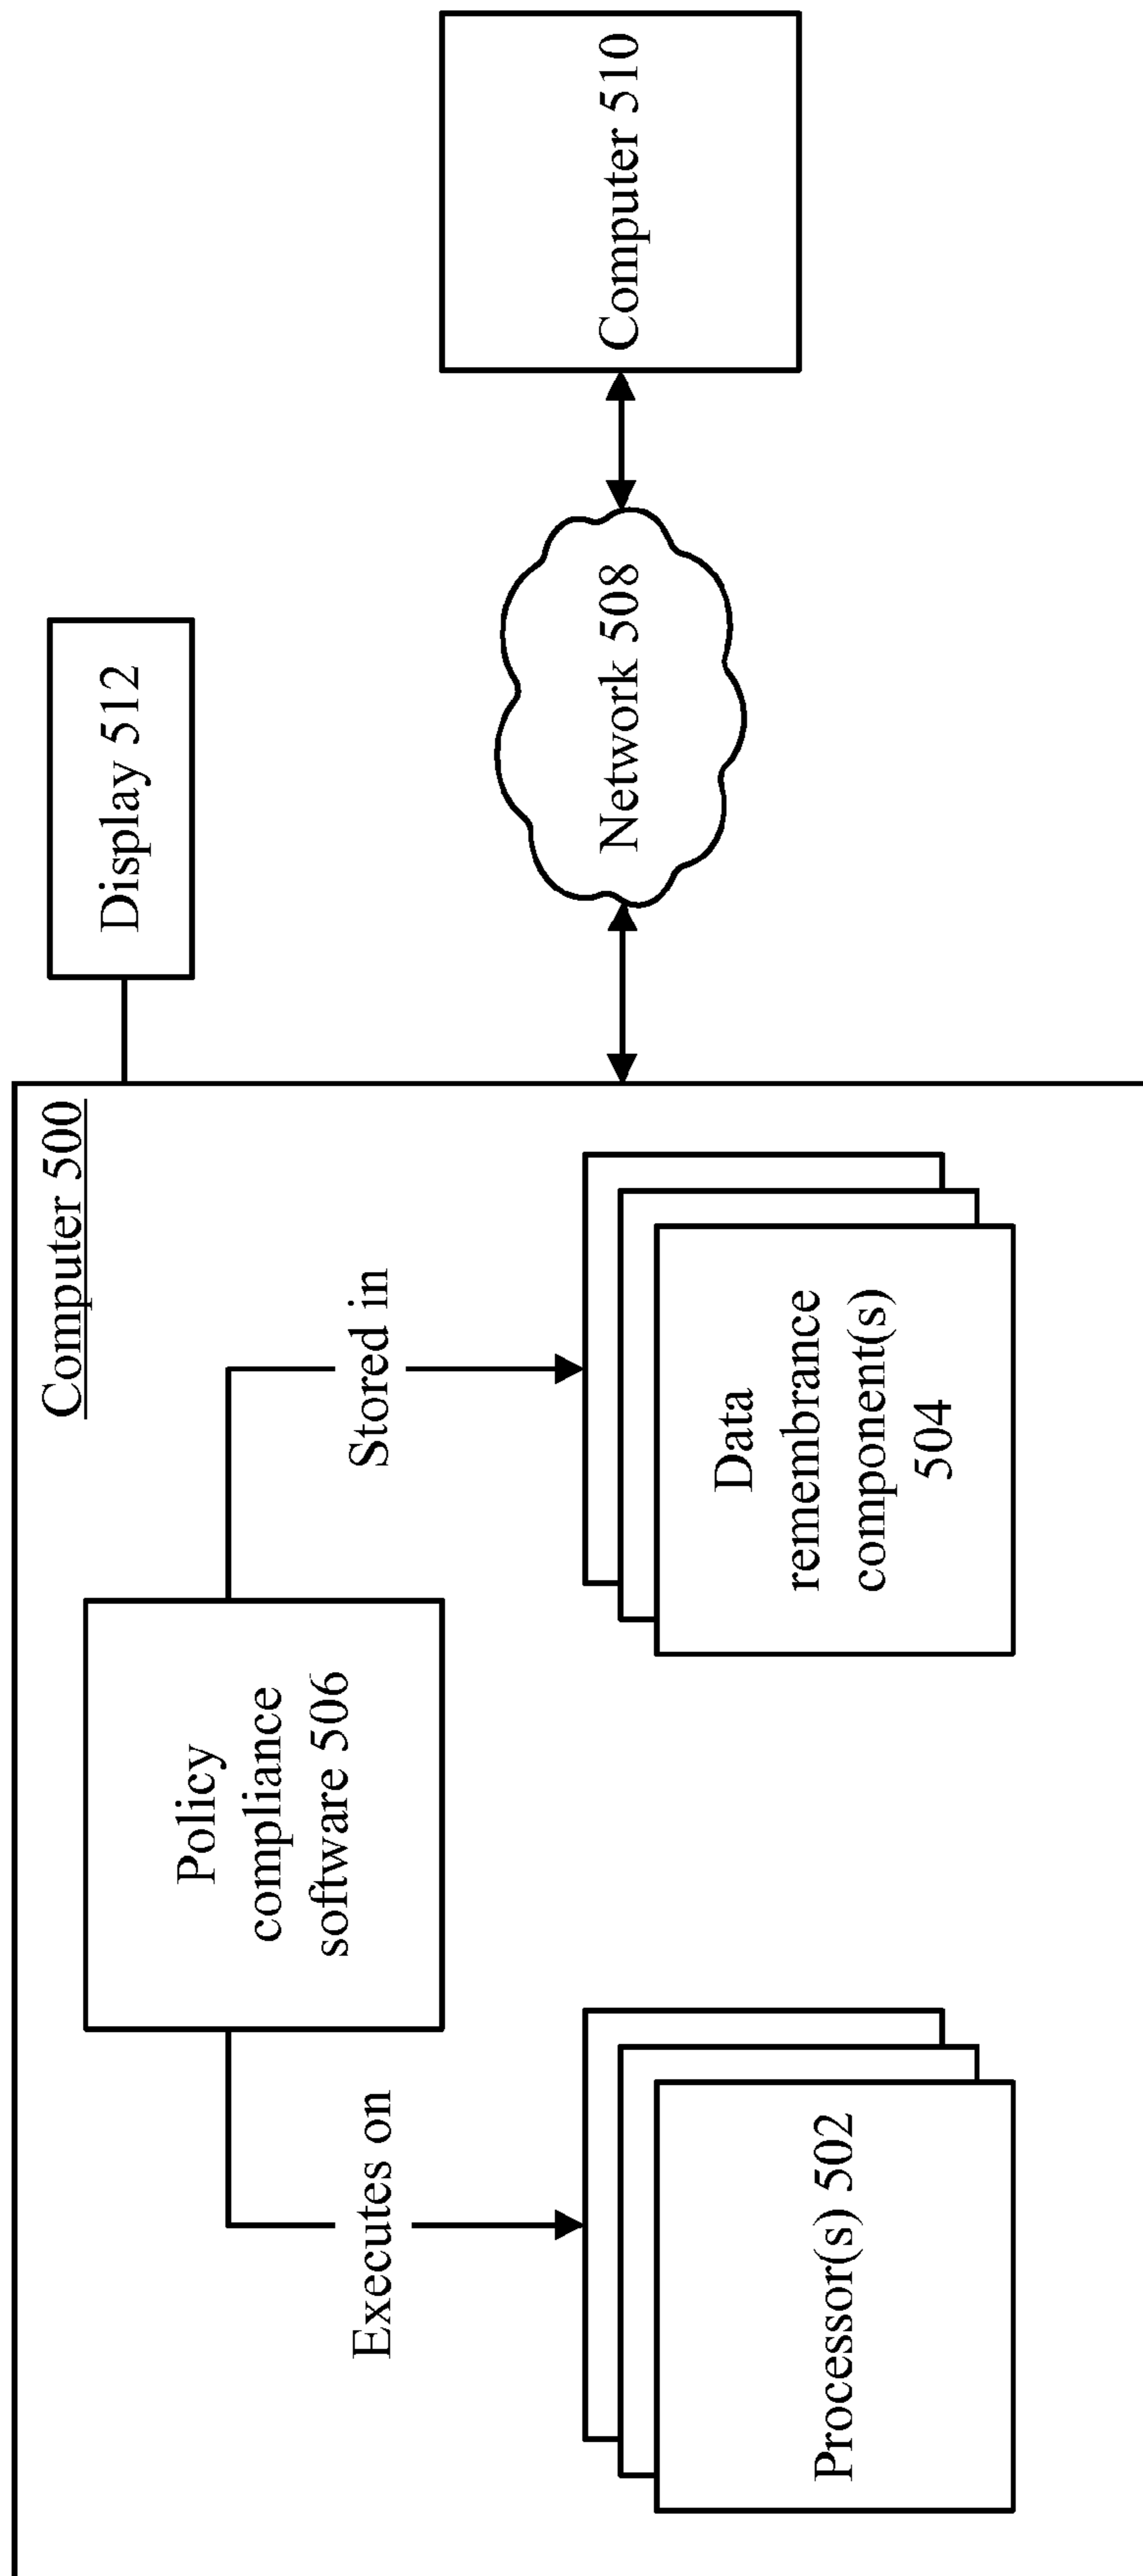 Computer 500
Policy
compliance
software 506
Executes on
Stored in
Processor(s) 502
Data
remembrance
component(s)
504
Display 512
Network 508
Computer 510